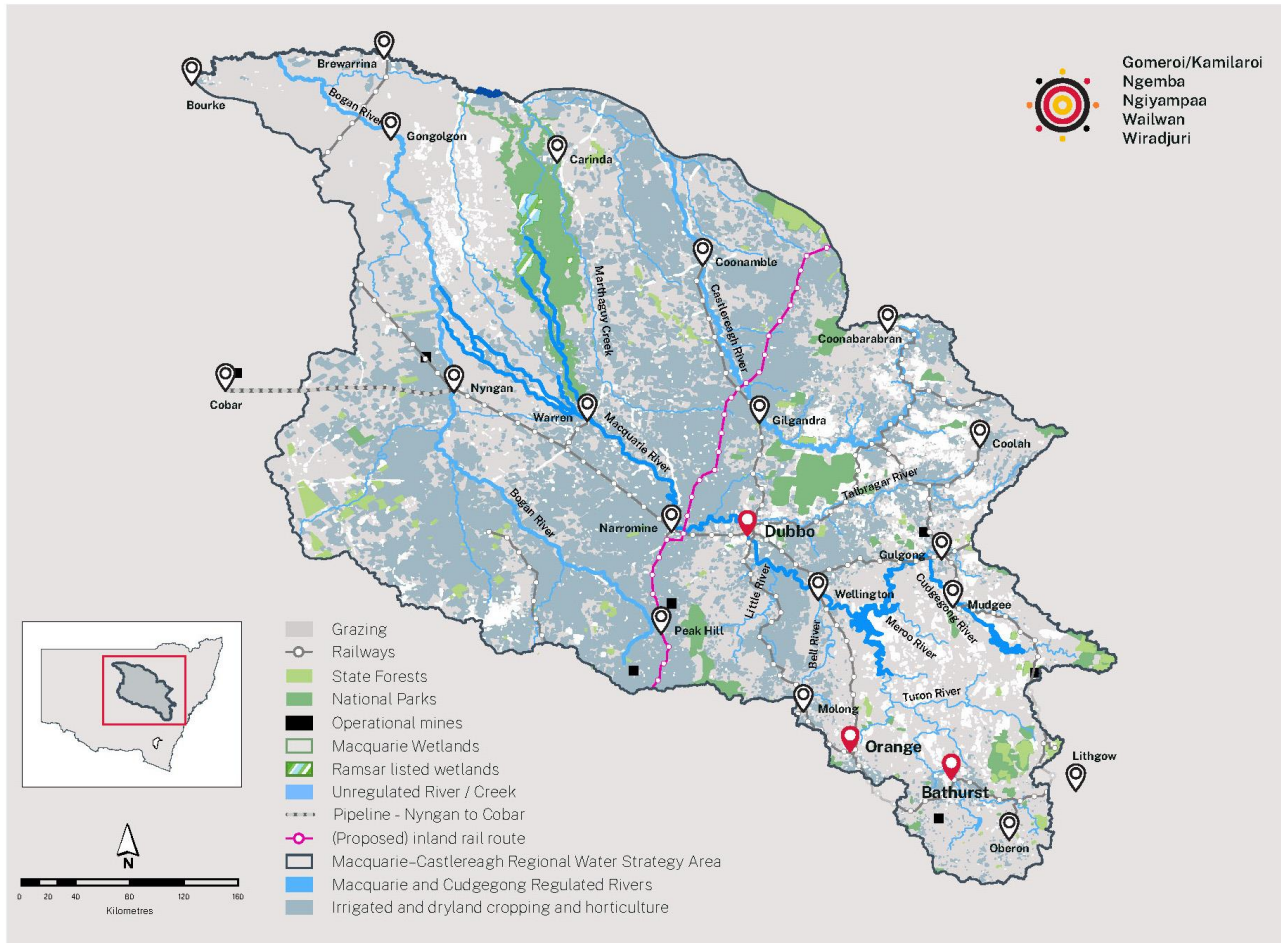 Gomeroi/Kamilaroi
Ngemba
Ngiyampaa
Wailwan
Wiradjuri
Brewarrina
Bourke
Bogan River
Gongolgon
Carinda
Coonamble
Marthaguy Creek
Castlereagh River
Coonabarabran
Cobar
Nyngan
Warren
Macquarie River
Gilgandra
Coolah
Talbragar River
Bogan River
Narromine
Dubbo
Gulgong
Little River
Wellington
Cudgegong River
Mudgee
Peak Hill
Bell River
Meroo River
Turon River
Molong
Orange
Lithgow
Bathurst
Oberon
Grazing
Railways
State Forests
National Parks
Operational mines
Macquarie Wetlands
Ramsar listed wetlands
Unregulated River / Creek
Pipeline - Nyngan to Cobar
(Proposed) inland rail route
Macquarie–Castlereagh Regional Water Strategy Area
Macquarie and Cudgegong Regulated Rivers
Irrigated and dryland cropping and horticulture
N
0 20 40 80 120 160
Kilometres